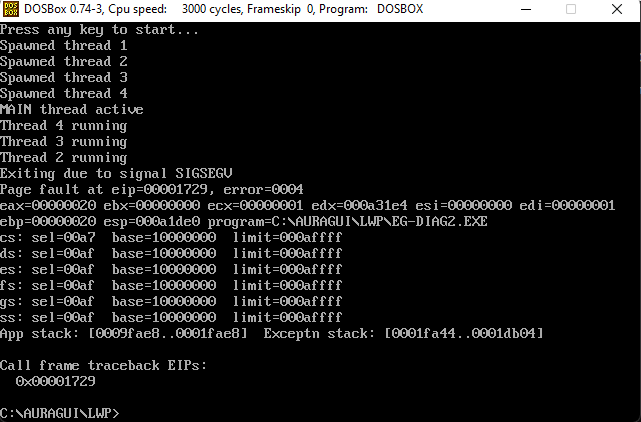 DOS BOX DOSBox 0.74-3, Cpu speed: 3000 cycles, Frameskip 0, Program: DOSBOX
Press any key to start...
Spawned thread 1
Spawned thread 2
Spawned thread 3
Spawned thread 4
MAIN thread active
Thread 4 running
Thread 3 running
Thread 2 running
Exiting due to signal SIGSEGV
Page fault at eip=00001729, error=0004
eax=00000020 ebx=00000000 ecx=00000001 edx=000a31e4 esi=00000000 edi=00000001
ebp=00000020 esp=000a1de0 program=C:\AURAGUI\LWP\EG-DIAG2.EXE
cs: sel=00a7  base=10000000  limit=000affff
ds: sel=00af  base=10000000  limit=000affff
es: sel=00af  base=10000000  limit=000affff
fs: sel=00af  base=10000000  limit=000affff
gs: sel=00af  base=10000000  limit=000affff
ss: sel=00af  base=10000000  limit=000affff
App stack: [0009fae8..0001fae8]  Exceptn stack: [0001fa44..0001db04]
Call frame traceback EIPs:
  0x00001729
C:\AURAGUI\LWP>